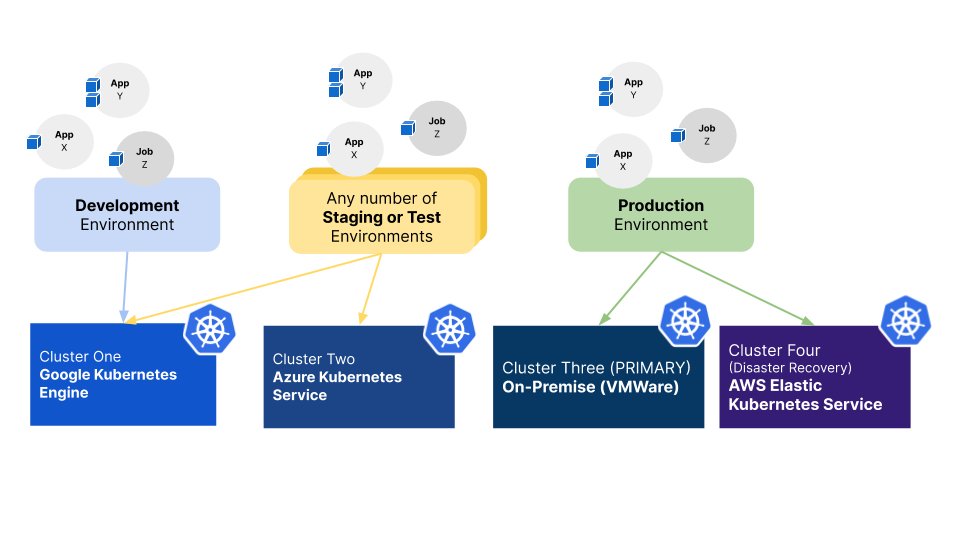 App
Y
App
X
Job
Z
Development
Environment
App
Y
Job
Z
App
X
Any number of
Staging or Test
Environments
App
Y
Job
Z
App
X
Production
Environment
Cluster One
Google Kubernetes
Engine
Cluster Two
Azure Kubernetes
Service
Cluster Three (PRIMARY)
On-Premise (VMWare)
Cluster Four
(Disaster Recovery)
AWS Elastic
Kubernetes Service